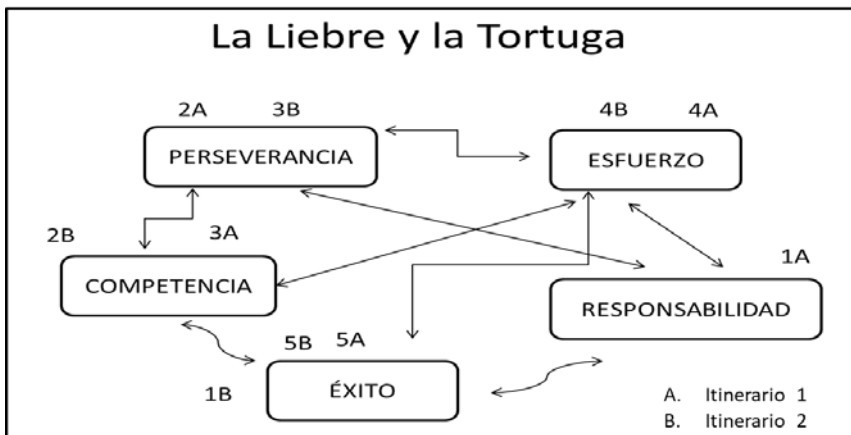 La Liebre y la Tortuga
2A 3B 4B 4A
PERSEVERANCIA ESFUERZO
2B 3A 1A
COMPETENCIA RESPONSABILIDAD
5B 5A
1B ÉXITO
A. Itinerario 1
B. Itinerario 2